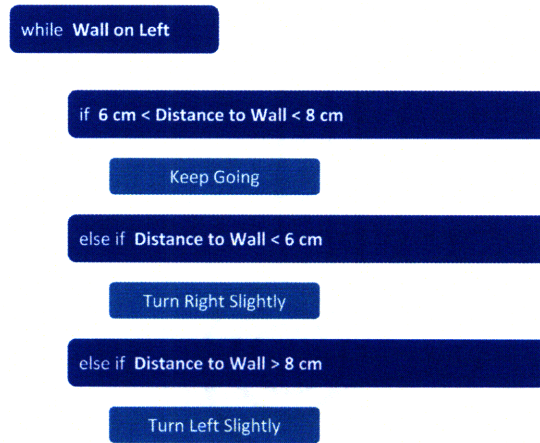 while Wall on Left
if 6 cm < Distance to Wall < 8 cm
Keep Going
else if Distance to Wall < 6 cm
Turn Right Slightly
else if Distance to Wall > 8 cm
Turn Left Slightly